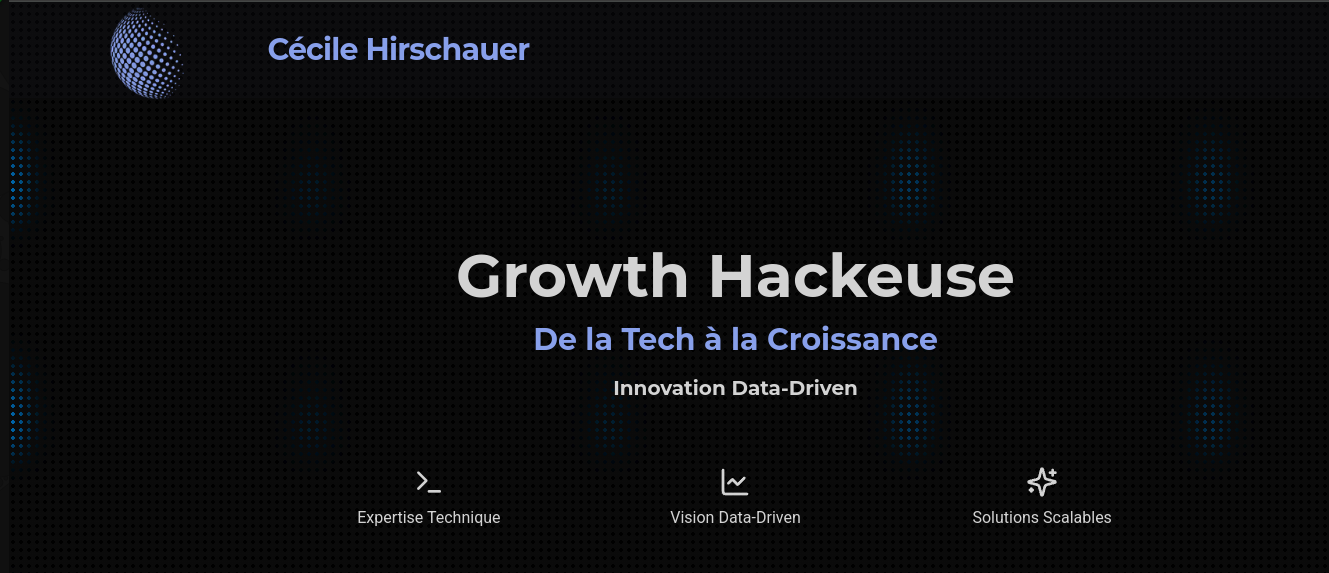 Cécile Hirschauer
Growth Hackeuse
De la Tech à la Croissance
Innovation Data-Driven
Expertise Technique
Vision Data-Driven
Solutions Scalables